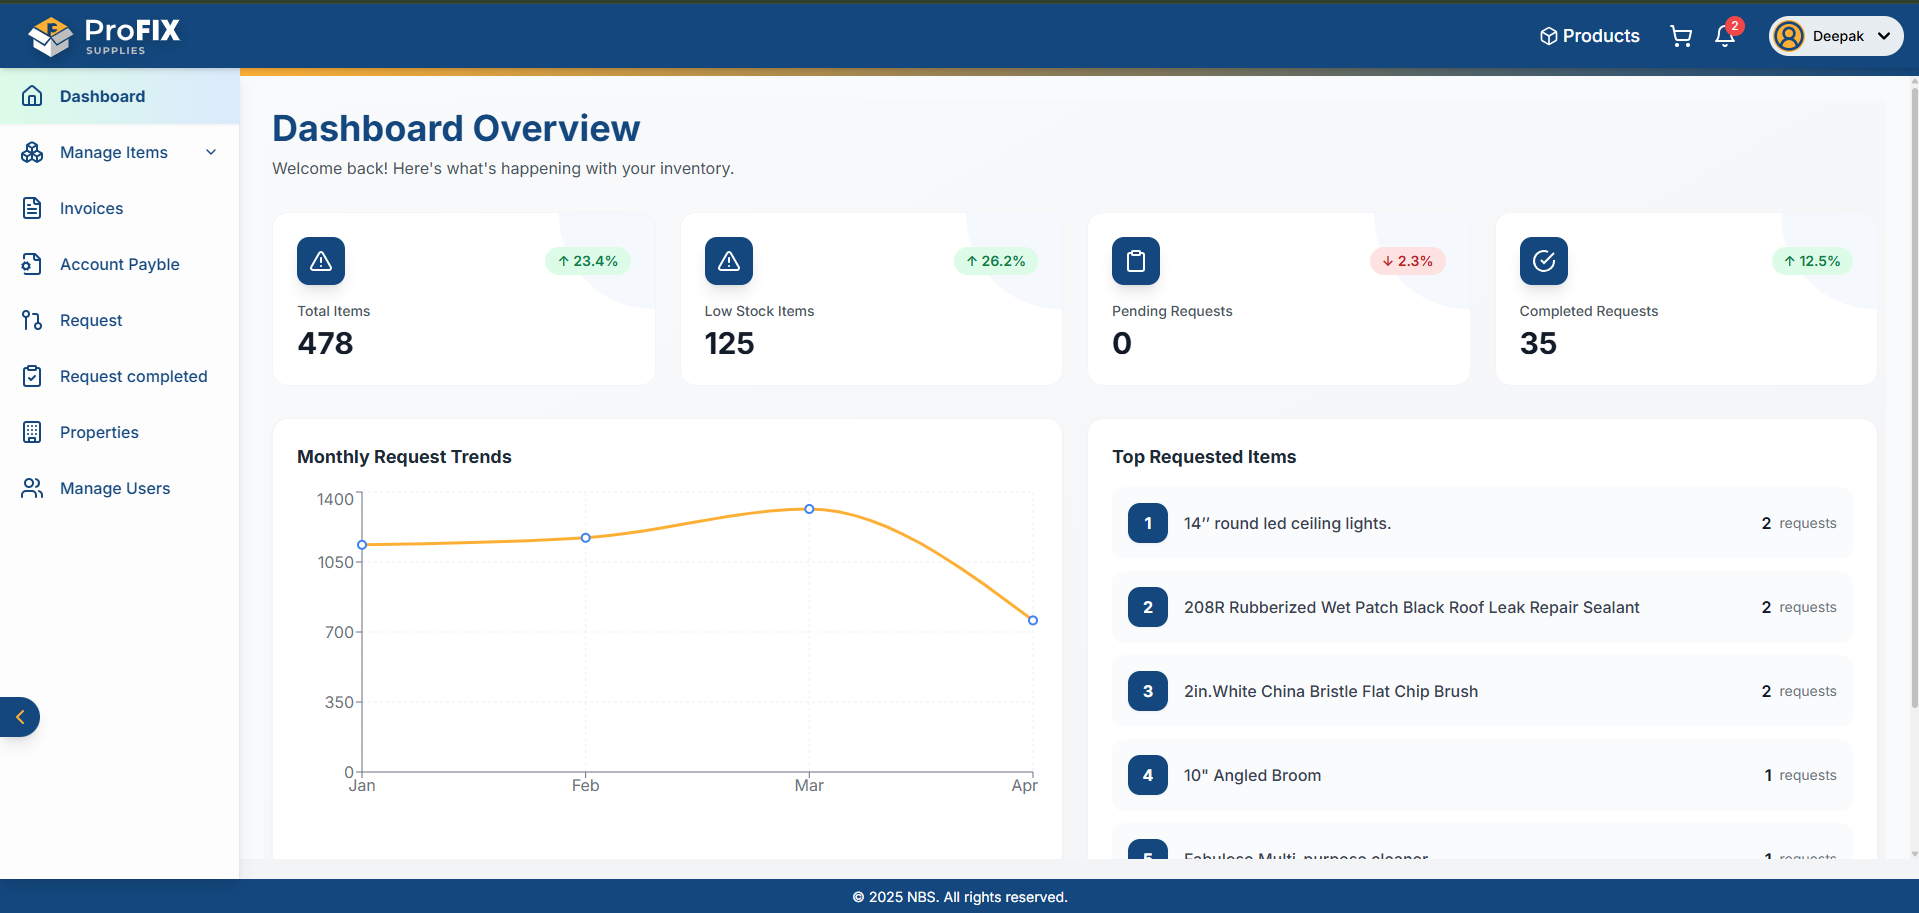 ProFIX
SUPPLIES
Products
2
Deepak
Dashboard
Manage Items
Invoices
Account Payble
Request
Request completed
Properties
Manage Users
Dashboard Overview
Welcome back! Here's what's happening with your inventory.
↑ 23.4%
Total Items
478
↑ 26.2%
Low Stock Items
125
↓ 2.3%
Pending Requests
0
↑ 12.5%
Completed Requests
35
Monthly Request Trends
1400
1050
700
350
0
Jan Feb Mar Apr
Top Requested Items
1 14’’ round led ceiling lights. 2 requests
2 208R Rubberized Wet Patch Black Roof Leak Repair Sealant 2 requests
3 2in.White China Bristle Flat Chip Brush 2 requests
4 10" Angled Broom 1 requests
5 Fabuloso Multi-purpose cleaner 1 requests
© 2025 NBS. All rights reserved.